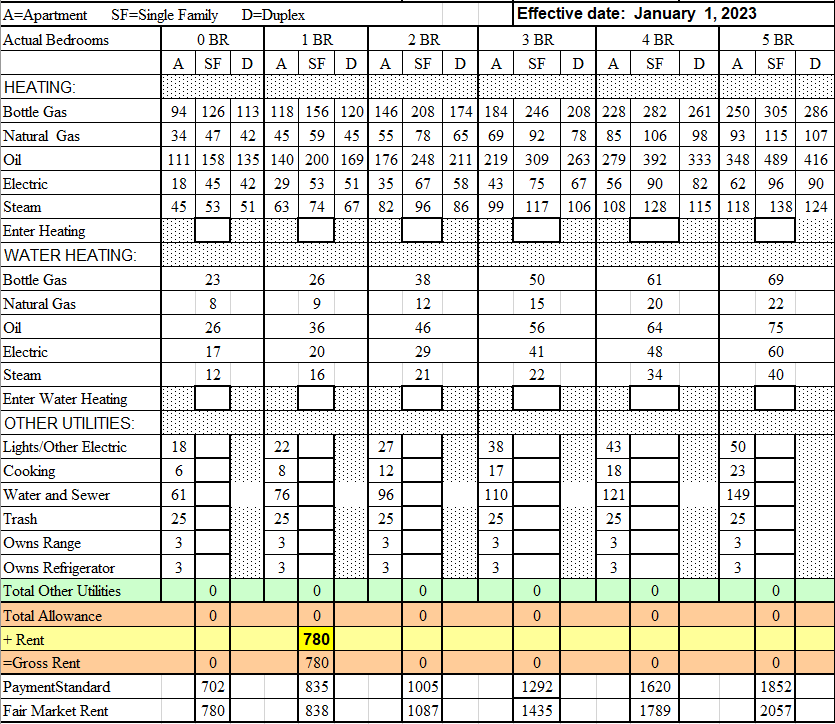 A=Apartment SF=Single Family D=Duplex Effective date: January 1, 2023
Actual Bedrooms 0 BR 1 BR 2 BR 3 BR 4 BR 5 BR
A SF D A SF D A SF D A SF D A SF D A SF D
HEATING:
Bottle Gas 94 126 113 118 156 120 146 208 174 184 246 208 228 282 261 250 305 286
Natural Gas 34 47 42 45 59 45 55 78 65 69 92 78 85 106 98 93 115 107
Oil 111 158 135 140 200 169 176 248 211 219 309 263 279 392 333 348 489 416
Electric 18 45 42 29 53 51 35 67 58 43 75 67 56 90 82 62 96 90
Steam 45 53 51 63 74 67 82 96 86 99 117 106 108 128 115 118 138 124
Enter Heating
WATER HEATING:
Bottle Gas 23 26 38 50 61 69
Natural Gas 8 9 12 15 20 22
Oil 26 36 46 56 64 75
Electric 17 20 29 41 48 60
Steam 12 16 21 22 34 40
Enter Water Heating
OTHER UTILITIES:
Lights/Other Electric 18 22 27 38 43 50
Cooking 6 8 12 17 18 23
Water and Sewer 61 76 96 110 121 149
Trash 25 25 25 25 25 25
Owns Range 3 3 3 3 3 3
Owns Refrigerator 3 3 3 3 3 3
Total Other Utilities 0 0 0 0 0 0
Total Allowance 0 0 0 0 0 0
+ Rent 780
=Gross Rent 0 780 0 0 0 0
PaymentStandard 702 835 1005 1292 1620 1852
Fair Market Rent 780 838 1087 1435 1789 2057